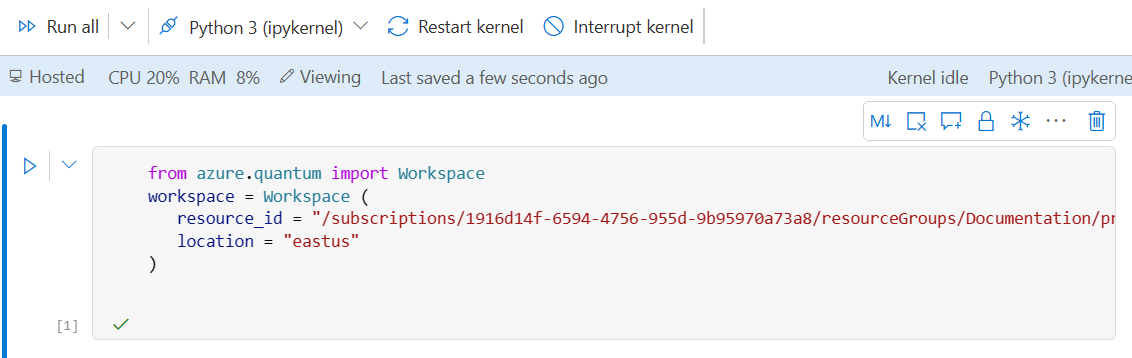 Run all Python 3 (ipykernel) Restart kernel Interrupt kernel
Hosted CPU 20% RAM 8% Viewing Last saved a few seconds ago Kernel idle Python 3 (ipykerne
M↓
from azure.quantum import Workspace
workspace = Workspace (
resource_id = "/subscriptions/1916d14f-6594-4756-955d-9b95970a73a8/resourceGroups/Documentation/pr
location = "eastus"
)
[1]